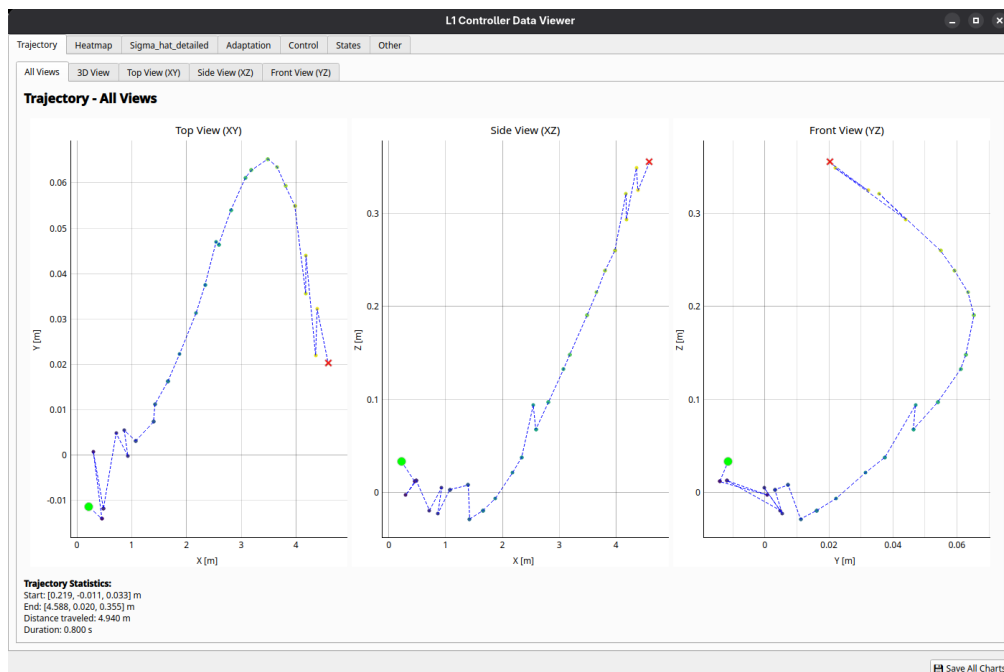 L1 Controller Data Viewer
Trajectory Heatmap Sigma_hat_detailed Adaptation Control States Other
All Views 3D View Top View (XY) Side View (XZ) Front View (YZ)
Trajectory - All Views
Top View (XY)
Y [m]
0.06
0.05
0.04
0.03
0.02
0.01
0
-0.01
0 1 2 3 4
X [m]
Side View (XZ)
Z [m]
0.3
0.2
0.1
0
0 1 2 3 4
X [m]
Front View (YZ)
Z [m]
0.3
0.2
0.1
0
0 0.02 0.04 0.06
Y [m]
Trajectory Statistics:
Start: [0.219, -0.011, 0.033] m
End: [4.588, 0.020, 0.355] m
Distance traveled: 4.940 m
Duration: 0.800 s
Save All Charts